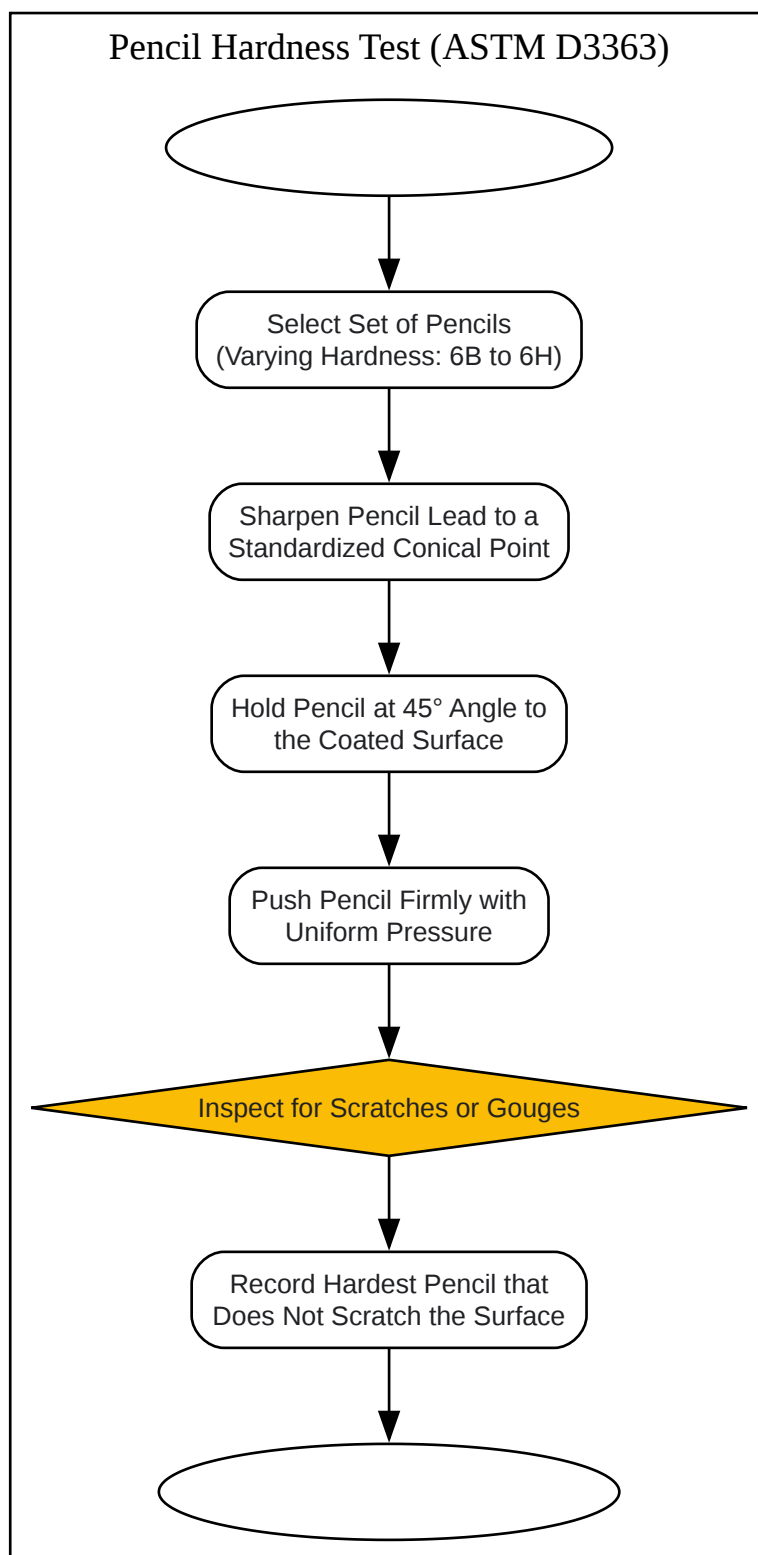 Pencil Hardness Test (ASTM D3363)
Select Set of Pencils
(Varying Hardness: 6B to 6H)
Sharpen Pencil Lead to a
Standardized Conical Point
Hold Pencil at 45° Angle to
the Coated Surface
Push Pencil Firmly with
Uniform Pressure
Inspect for Scratches or Gouges
Record Hardest Pencil that
Does Not Scratch the Surface